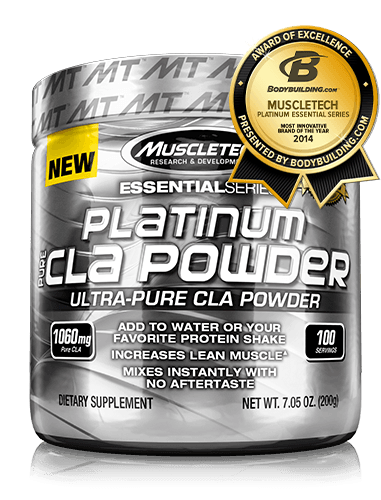 MT MT MT MT MT
AWARD OF EXCELLENCE
B
BODYBUILDING.COM
MUSCLETECH
PLATINUM ESSENTIAL SERIES
MOST INNOVATIVE
BRAND OF THE YEAR
2014
PRESENTED BY BODYBUILDING.COM
NEW
MUSCLETECH
RESEARCH & DEVELOPMENT
ESSENTIALSERIES
PLATINUM
PURE
CLA POWDER
ULTRA-PURE CLA POWDER
1060mg
Pure CLA
ADD TO WATER OR YOUR
FAVORITE PROTEIN SHAKE
INCREASES LEAN MUSCLE▲
MIXES INSTANTLY WITH
NO AFTERTASTE
100
SERVINGS
DIETARY SUPPLEMENT
NET WT. 7.05 OZ. (200g)